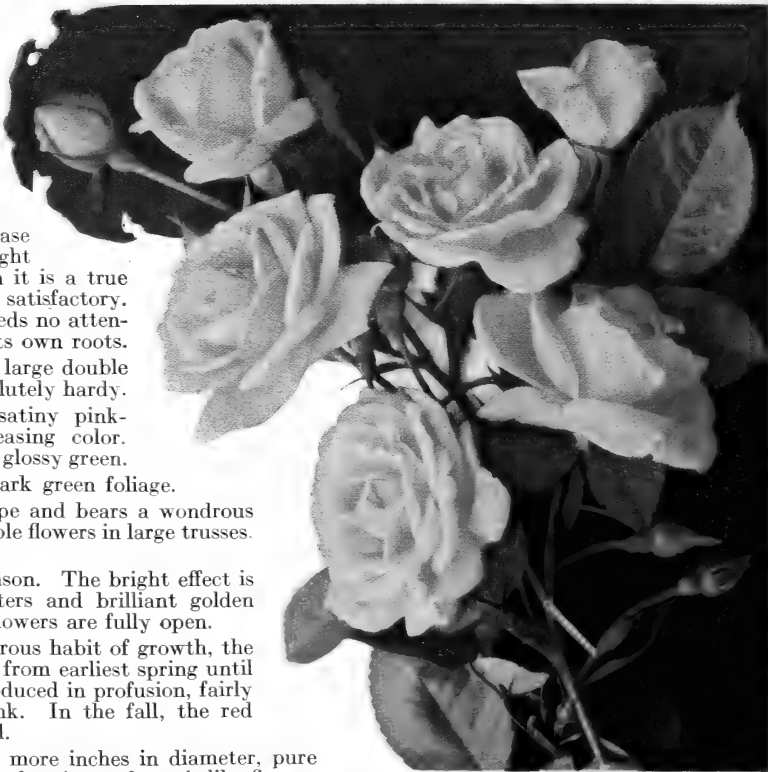 ase
ght
it is a true
satisfactory.
eds no atten-
s own roots.
large double
lutely hardy.
satiny pink-
easing color.
glossy green.
ark green foliage.
pe and bears a wondrous
ble flowers in large trusses.
son. The bright effect is
ters and brilliant golden
lowers are fully open.
rous habit of growth, the
from earliest spring until
duced in profusion, fairly
nk. In the fall, the red
l.
more inches in diameter, pure